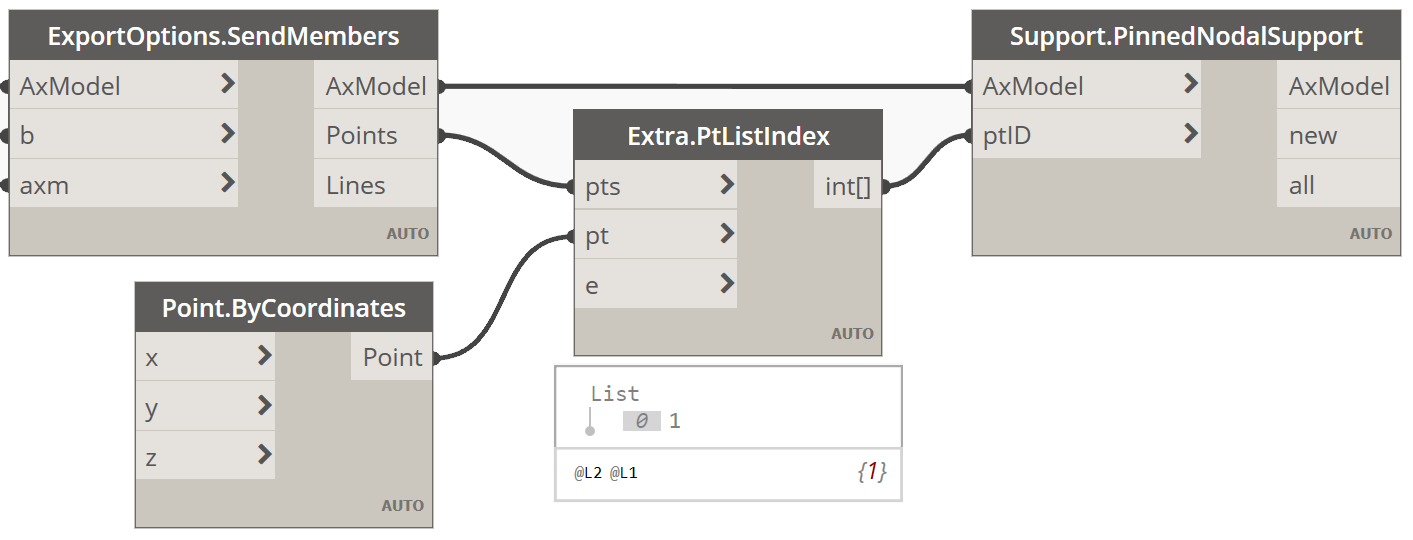 ExportOptions.SendMembers
AxModel > AxModel
b > Points
axm > Lines
AUTO
Point.ByCoordinates
x > Point
y >
z >
AUTO
Extra.PtListIndex
pts > int[]
pt >
e >
AUTO
List
0 1
@L2 @L1 {1}
Support.PinnedNodalSupport
AxModel > AxModel
ptID > new
all
AUTO